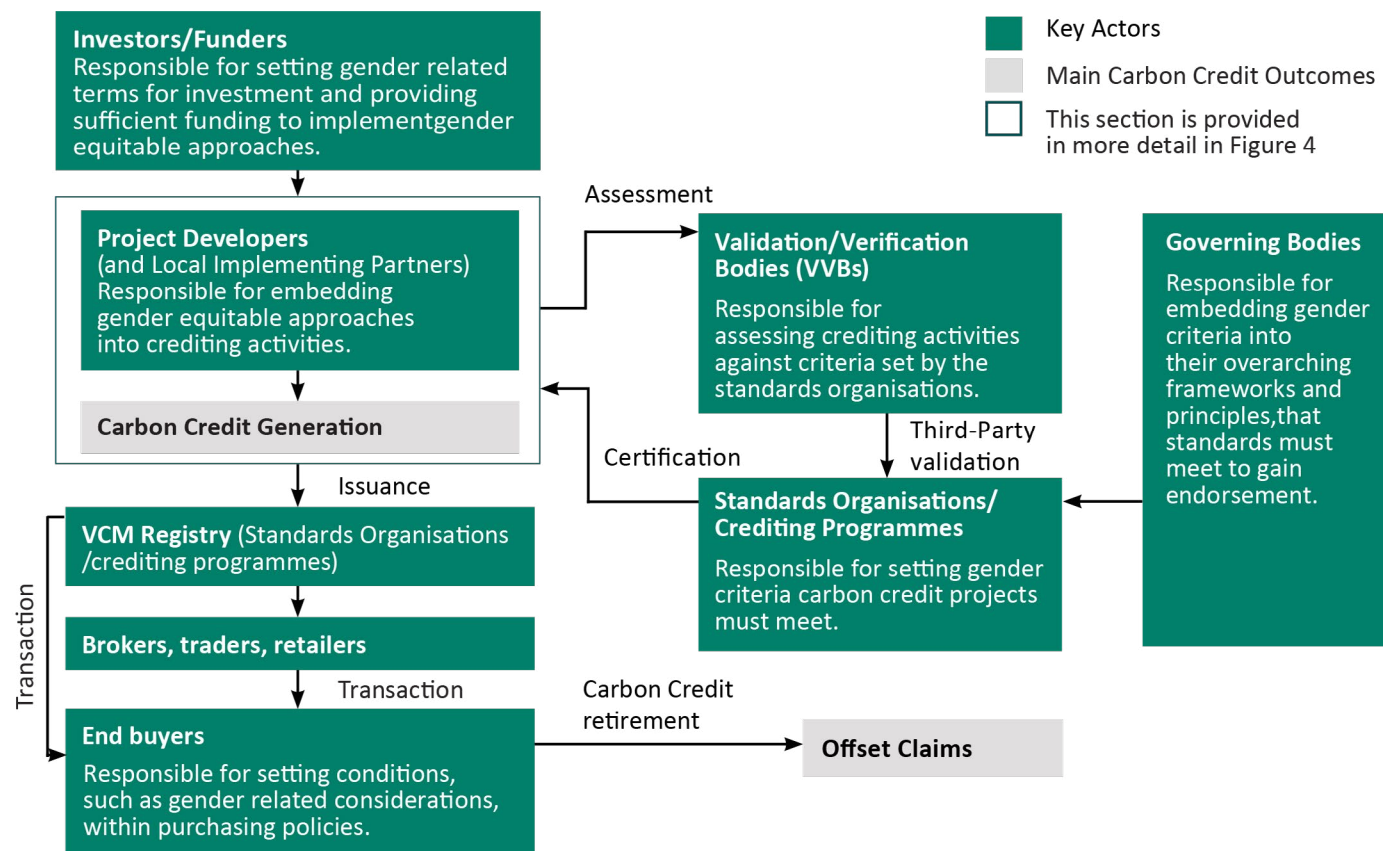 Investors/Funders
Responsible for setting gender related
terms for investment and providing
sufficient funding to implementgender
equitable approaches.
Key Actors
Main Carbon Credit Outcomes
This section is provided
in more detail in Figure 4
Project Developers
(and Local Implementing Partners)
Responsible for embedding
gender equitable approaches
into crediting activities.
Carbon Credit Generation
Assessment
Validation/Verification
Bodies (VVBs)
Responsible for
assessing crediting activities
against criteria set by the
standards organisations.
Governing Bodies
Responsible for
embedding gender
criteria into
their overarching
frameworks and
principles,that
standards must
meet to gain
endorsement.
Third-Party
validation
Certification
Standards Organisations/
Crediting Programmes
Responsible for setting gender
criteria carbon credit projects
must meet.
Issuance
VCM Registry (Standards Organisations
/crediting programmes)
Transaction
Brokers, traders, retailers
Transaction
End buyers
Responsible for setting conditions,
such as gender related considerations,
within purchasing policies.
Carbon Credit
retirement
Offset Claims